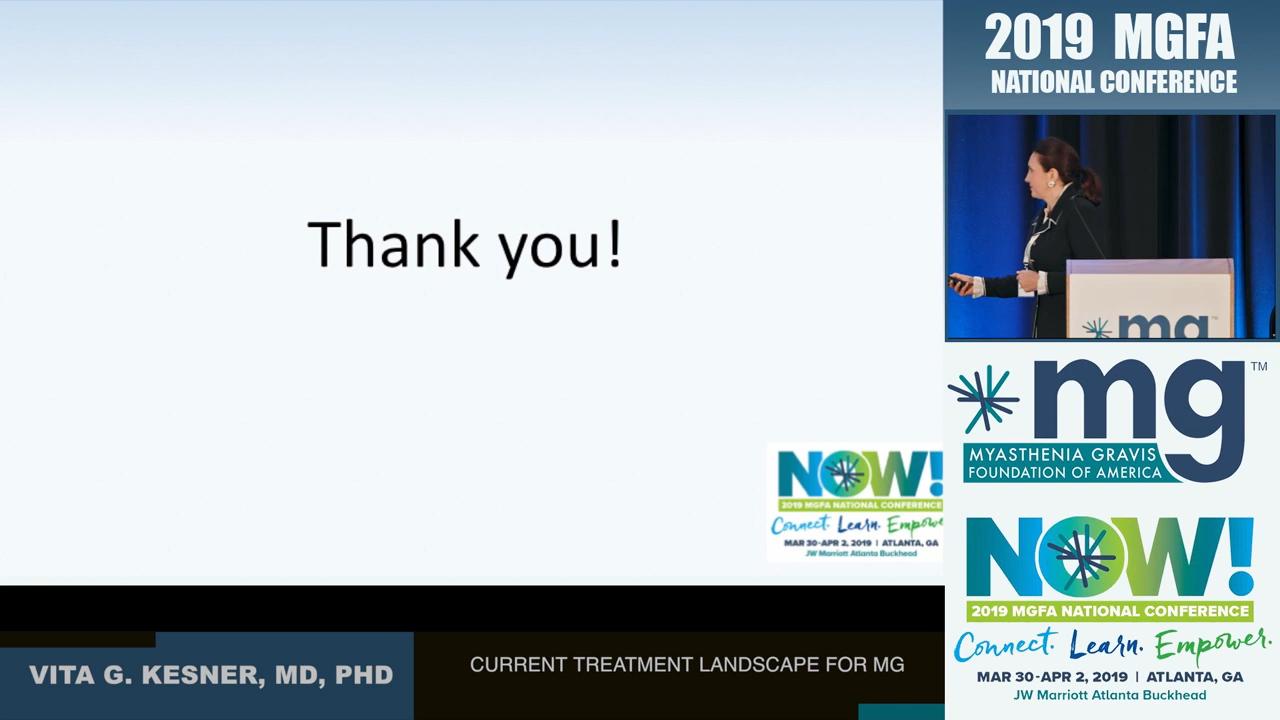 Thank you!
NOW!
2019 MGFA NATIONAL CONFERENCE
Connect. Learn. Empowe
MAR 30-APR 2, 2019 | ATLANTA, GA
JW Marriott Atlanta Buckhead
VITA G. KESNER, MD, PHD
CURRENT TREATMENT LANDSCAPE FOR MG
2019 MGFA
NATIONAL CONFERENCE
mg™
mg™
MYASTHENIA GRAVIS
FOUNDATION OF AMERICA
NOW!
2019 MGFA NATIONAL CONFERENCE
Connect. Learn. Empower.
MAR 30-APR 2, 2019 | ATLANTA, GA
JW Marriott Atlanta Buckhead